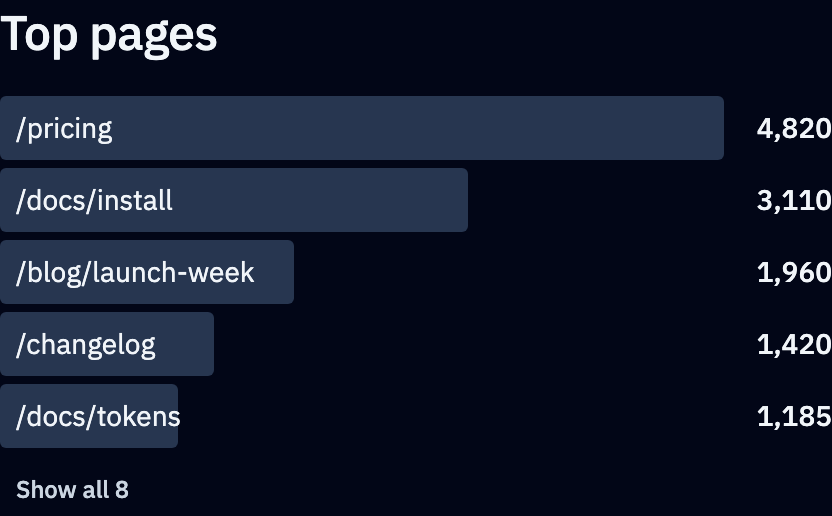 Top pages
/pricing 4,820
/docs/install 3,110
/blog/launch-week 1,960
/changelog 1,420
/docs/tokens 1,185
Show all 8